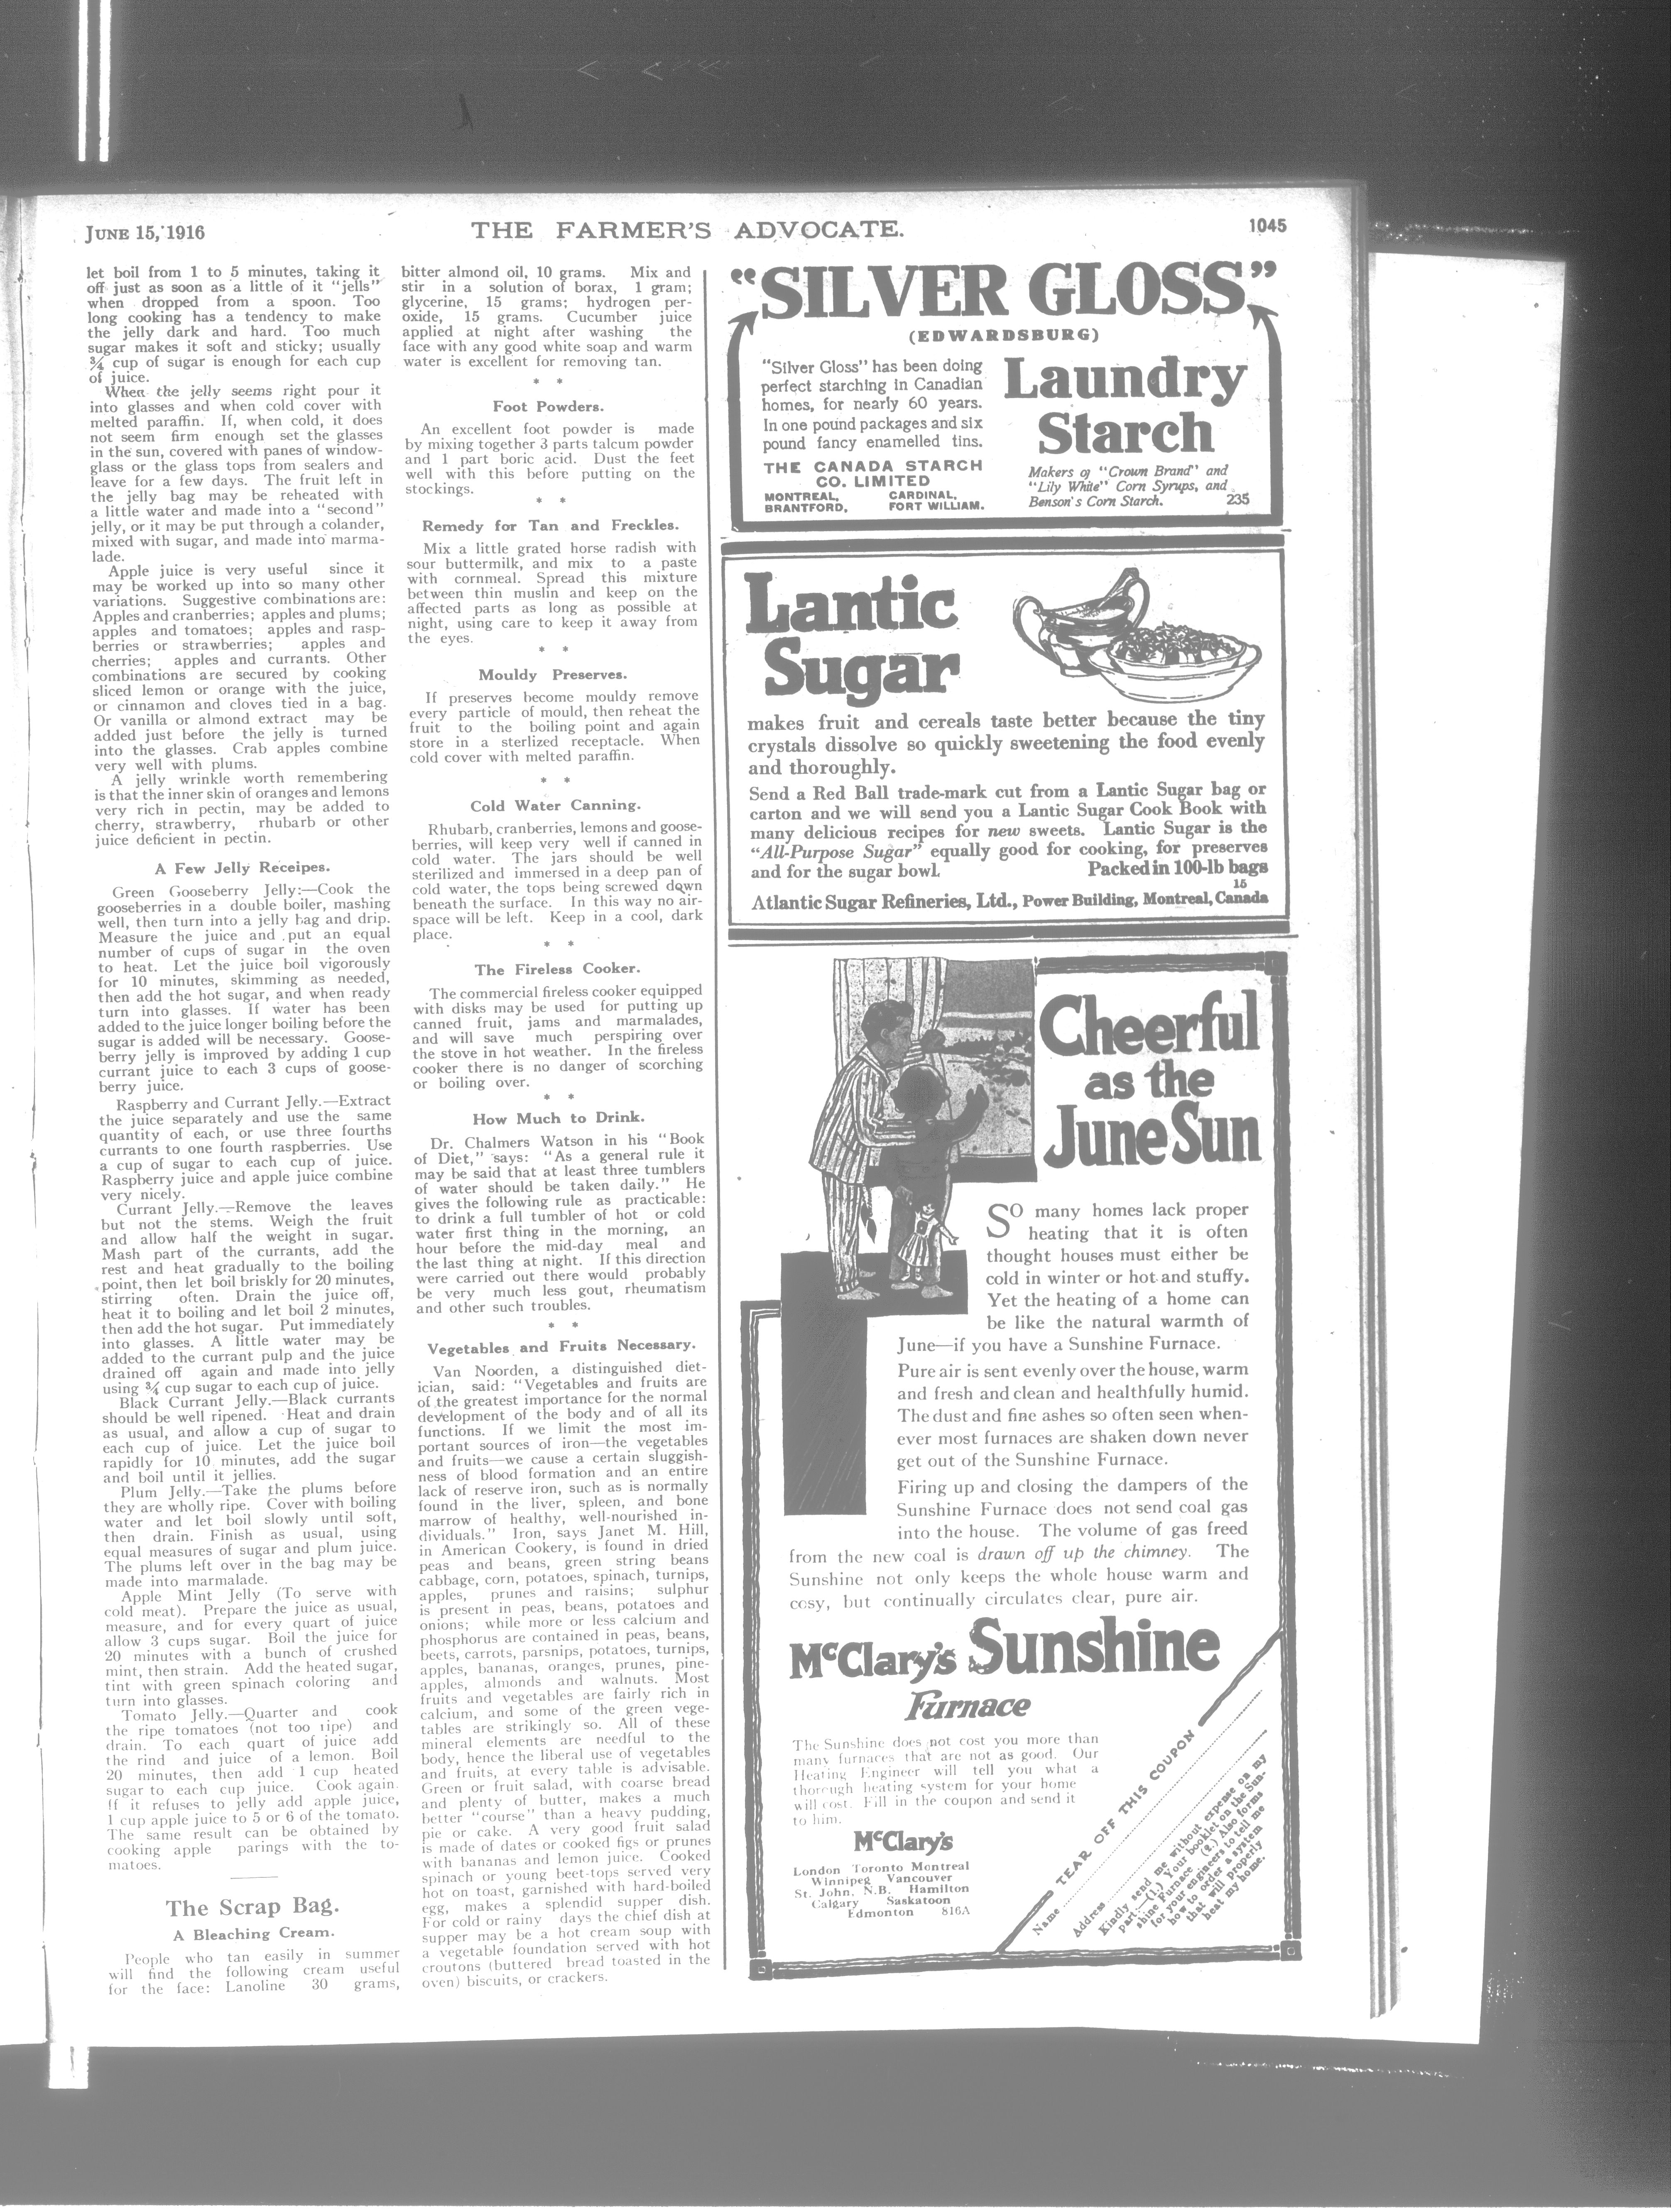 JUNE 15, 1916
THE FARMER'S ADVOCATE.
1045
let boil from 1 to 5 minutes, taking it
off just as soon as a little of it "jells"
when dropped from a spoon. Too
long cooking has a tendency to make
the jelly dark and hard. Too much
sugar makes it soft and sticky; usually
¾ cup of sugar is enough for each cup
of juice.
When the jelly seems right pour it
into glasses and when cold cover with
melted paraffin. If, when cold, it does
not seem firm enough set the glasses
in the sun, covered with panes of window-
glass or the glass tops from sealers and
leave for a few days. The fruit left in
the jelly bag may be reheated with
a little water and made into a "second"
jelly, or it may be put through a colander,
mixed with sugar, and made into marma-
lade.
Apple juice is very useful since it
may be worked up into so many other
variations. Suggestive combinations are:
Apples and cranberries; apples and plums;
apples and tomatoes; apples and rasp-
berries or strawberries; apples and
cherries; apples and currants. Other
combinations are secured by cooking
sliced lemon or orange with the juice,
or cinnamon and cloves tied in a bag.
Or vanilla or almond extract may be
added just before the jelly is turned
into the glasses. Crab apples combine
very well with plums.
A jelly wrinkle worth remembering
is that the inner skin of oranges and lemons
very rich in pectin, may be added to
cherry, strawberry, rhubarb or other
juice deficient in pectin.
A Few Jelly Receipes.
Green Gooseberry Jelly:—Cook the
gooseberries in a double boiler, mashing
well, then turn into a jelly bag and drip.
Measure the juice and put an equal
number of cups of sugar in the oven
to heat. Let the juice boil vigorously
for 10 minutes, skimming as needed,
then add the hot sugar, and when ready
turn into glasses. If water has been
added to the juice longer boiling before the
sugar is added will be necessary. Goose-
berry jelly is improved by adding 1 cup
currant juice to each 3 cups of goose-
berry juice.
Raspberry and Currant Jelly.—Extract
the juice separately and use the same
quantity of each, or use three fourths
currants to one fourth raspberries. Use
a cup of sugar to each cup of juice.
Raspberry juice and apple juice combine
very nicely.
Currant Jelly.—Remove the leaves
but not the stems. Weigh the fruit
and allow half the weight in sugar.
Mash part of the currants, add the
rest and heat gradually to the boiling
point, then let boil briskly for 20 minutes,
stirring often. Drain the juice off,
heat it to boiling and let boil 2 minutes,
then add the hot sugar. Put immediately
into glasses. A little water may be
added to the currant pulp and the juice
drained off again and made into jelly
using ¾ cup sugar to each cup of juice.
Black Currant Jelly.—Black currants
should be well ripened. Heat and drain
as usual, and allow a cup of sugar to
each cup of juice. Let the juice boil
rapidly for 10 minutes, add the sugar
and boil until it jellies.
Plum Jelly.—Take the plums before
they are wholly ripe. Cover with boiling
water and let boil slowly until soft,
then drain. Finish as usual, using
equal measures of sugar and plum juice.
The plums left over in the bag may be
made into marmalade.
Apple Mint Jelly (To serve with
cold meat). Prepare the juice as usual,
measure, and for every quart of juice
allow 3 cups sugar. Boil the juice for
20 minutes with a bunch of crushed
mint, then strain. Add the heated sugar,
tint with green spinach coloring and
turn into glasses.
Tomato Jelly.—Quarter and cook
the ripe tomatoes (not too ripe) and
drain. To each quart of juice add
the rind and juice of a lemon. Boil
20 minutes, then add 1 cup heated
sugar to each cup juice. Cook again.
If it refuses to jelly add apple juice,
1 cup apple juice to 5 or 6 of the tomato.
The same result can be obtained by
cooking apple parings with the to-
matoes.
The Scrap Bag.
A Bleaching Cream.
People who tan easily in summer
will find the following cream useful
for the face: Lanoline 30 grams,
bitter almond oil, 10 grams. Mix and
stir in a solution of borax, 1 gram;
glycerine, 15 grams; hydrogen per-
oxide, 15 grams. Cucumber juice
applied at night after washing the
face with any good white soap and warm
water is excellent for removing tan.
* *
Foot Powders.
An excellent foot powder is made
by mixing together 3 parts talcum powder
and 1 part boric acid. Dust the feet
well with this before putting on the
stockings.
* *
Remedy for Tan and Freckles.
Mix a little grated horse radish with
sour buttermilk, and mix to a paste
with cornmeal. Spread this mixture
between thin muslin and keep on the
affected parts as long as possible at
night, using care to keep it away from
the eyes.
* *
Mouldy Preserves.
If preserves become mouldy remove
every particle of mould, then reheat the
fruit to the boiling point and again
store in a sterlized receptacle. When
cold cover with melted paraffin.
* *
Cold Water Canning.
Rhubarb, cranberries, lemons and goose-
berries, will keep very well if canned in
cold water. The jars should be well
sterilized and immersed in a deep pan of
cold water, the tops being screwed down
beneath the surface. In this way no air-
space will be left. Keep in a cool, dark
place.
* *
The Fireless Cooker.
The commercial fireless cooker equipped
with disks may be used for putting up
canned fruit, jams and marmalades,
and will save much perspiring over
the stove in hot weather. In the fireless
cooker there is no danger of scorching
or boiling over.
* *
How Much to Drink.
Dr. Chalmers Watson in his "Book
of Diet," says: "As a general rule it
may be said that at least three tumblers
of water should be taken daily." He
gives the following rule as practicable:
to drink a full tumbler of hot or cold
water first thing in the morning, an
hour before the mid-day meal and
the last thing at night. If this direction
were carried out there would probably
be very much less gout, rheumatism
and other such troubles.
* *
Vegetables and Fruits Necessary.
Van Noorden, a distinguished diet-
ician, said: "Vegetables and fruits are
of the greatest importance for the normal
development of the body and of all its
functions. If we limit the most im-
portant sources of iron—the vegetables
and fruits—we cause a certain sluggish-
ness of blood formation and an entire
lack of reserve iron, such as is normally
found in the liver, spleen, and bone
marrow of healthy, well-nourished in-
dividuals." Iron, says Janet M. Hill,
in American Cookery, is found in dried
peas and beans, green string beans
cabbage, corn, potatoes, spinach, turnips,
apples, prunes and raisins; sulphur
is present in peas, beans, potatoes and
onions; while more or less calcium and
phosphorus are contained in peas, beans,
beets, carrots, parsnips, potatoes, turnips,
apples, bananas, oranges, prunes, pine-
apples, almonds and walnuts. Most
fruits and vegetables are fairly rich in
calcium, and some of the green vege-
tables are strikingly so. All of these
mineral elements are needful to the
body, hence the liberal use of vegetables
and fruits, at every table is advisable.
Green or fruit salad, with coarse bread
and plenty of butter, makes a much
better "course" than a heavy pudding,
pie or cake. A very good fruit salad
is made of dates or cooked figs or prunes
with bananas and lemon juice. Cooked
spinach or young beet-tops served very
hot on toast, garnished with hard-boiled
egg, makes a splendid supper dish.
For cold or rainy days the chief dish at
supper may be a hot cream soup with
a vegetable foundation served with hot
croutons (buttered bread toasted in the
oven) biscuits, or crackers.
"SILVER GLOSS"
(EDWARDSBURG)
"Silver Gloss" has been doing
perfect starching in Canadian
homes, for nearly 60 years.
In one pound packages and six
pound fancy enamelled tins.
THE CANADA STARCH
CO. LIMITED
MONTREAL, CARDINAL,
BRANTFORD, FORT WILLIAM.
Laundry
Starch
Makers of "Crown Brand" and
"Lily White" Corn Syrups, and
Benson's Corn Starch. 235
Lantic
Sugar
makes fruit and cereals taste better because the tiny
crystals dissolve so quickly sweetening the food evenly
and thoroughly.
Send a Red Ball trade-mark cut from a Lantic Sugar bag or
carton and we will send you a Lantic Sugar Cook Book with
many delicious recipes for new sweets. Lantic Sugar is the
"All-Purpose Sugar" equally good for cooking, for preserves
and for the sugar bowl. Packed in 100-lb bags
15
Atlantic Sugar Refineries, Ltd., Power Building, Montreal, Canada
Cheerful
as the
June Sun
SO many homes lack proper
heating that it is often
thought houses must either be
cold in winter or hot and stuffy.
Yet the heating of a home can
be like the natural warmth of
June—if you have a Sunshine Furnace.
Pure air is sent evenly over the house, warm
and fresh and clean and healthfully humid.
The dust and fine ashes so often seen when-
ever most furnaces are shaken down never
get out of the Sunshine Furnace.
Firing up and closing the dampers of the
Sunshine Furnace does not send coal gas
into the house. The volume of gas freed
from the new coal is drawn off up the chimney. The
Sunshine not only keeps the whole house warm and
cosy, but continually circulates clear, pure air.
McClary's Sunshine
Furnace
The Sunshine does not cost you more than
many furnaces that are not as good. Our
Heating Engineer will tell you what a
thorough heating system for your home
will cost. Fill in the coupon and send it
to him.
McClary's
London Toronto Montreal
Winnipeg Vancouver
St. John, N.B. Hamilton
Calgary Saskatoon
Edmonton 816A
TEAR OFF THIS COUPON
Name
Address
Kindly send me without expense on my
part:—(1.) Your booklet on the Sun-
shine Furnace (2.) Also forms
for your engineers to tell me
how to order a system
that will properly
heat my home.